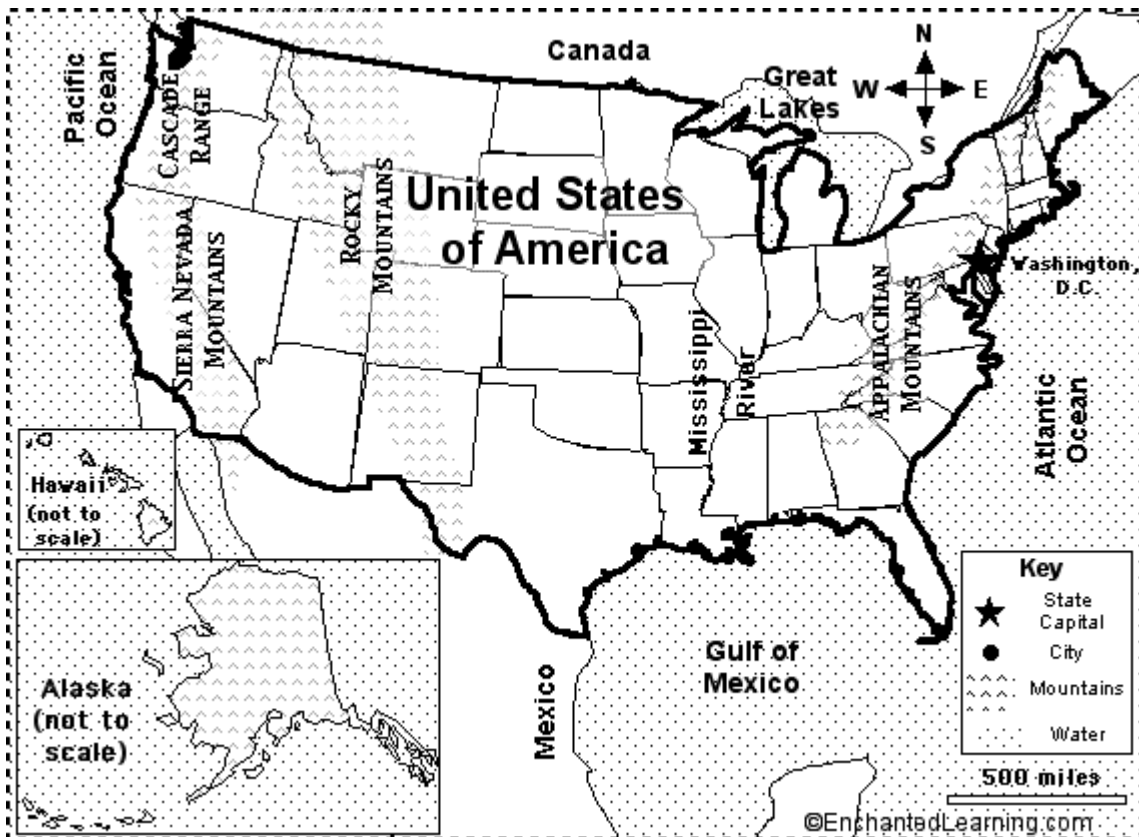 Canada
Pacific
Ocean
Great
Lakes
N
W
E
S
CASCADE
RANGE
United States
of America
ROCKY
MOUNTAINS
SIERRA NEVADA
MOUNTAINS
Mississippi
River
APPALACHIAN
MOUNTAINS
Washington,
D.C.
Atlantic
Ocean
Hawaii
(not to
scale)
Alaska
(not to
scale)
Mexico
Gulf of
Mexico
Key
State
Capital
City
Mountains
Water
500 miles
©EnchantedLearning.com